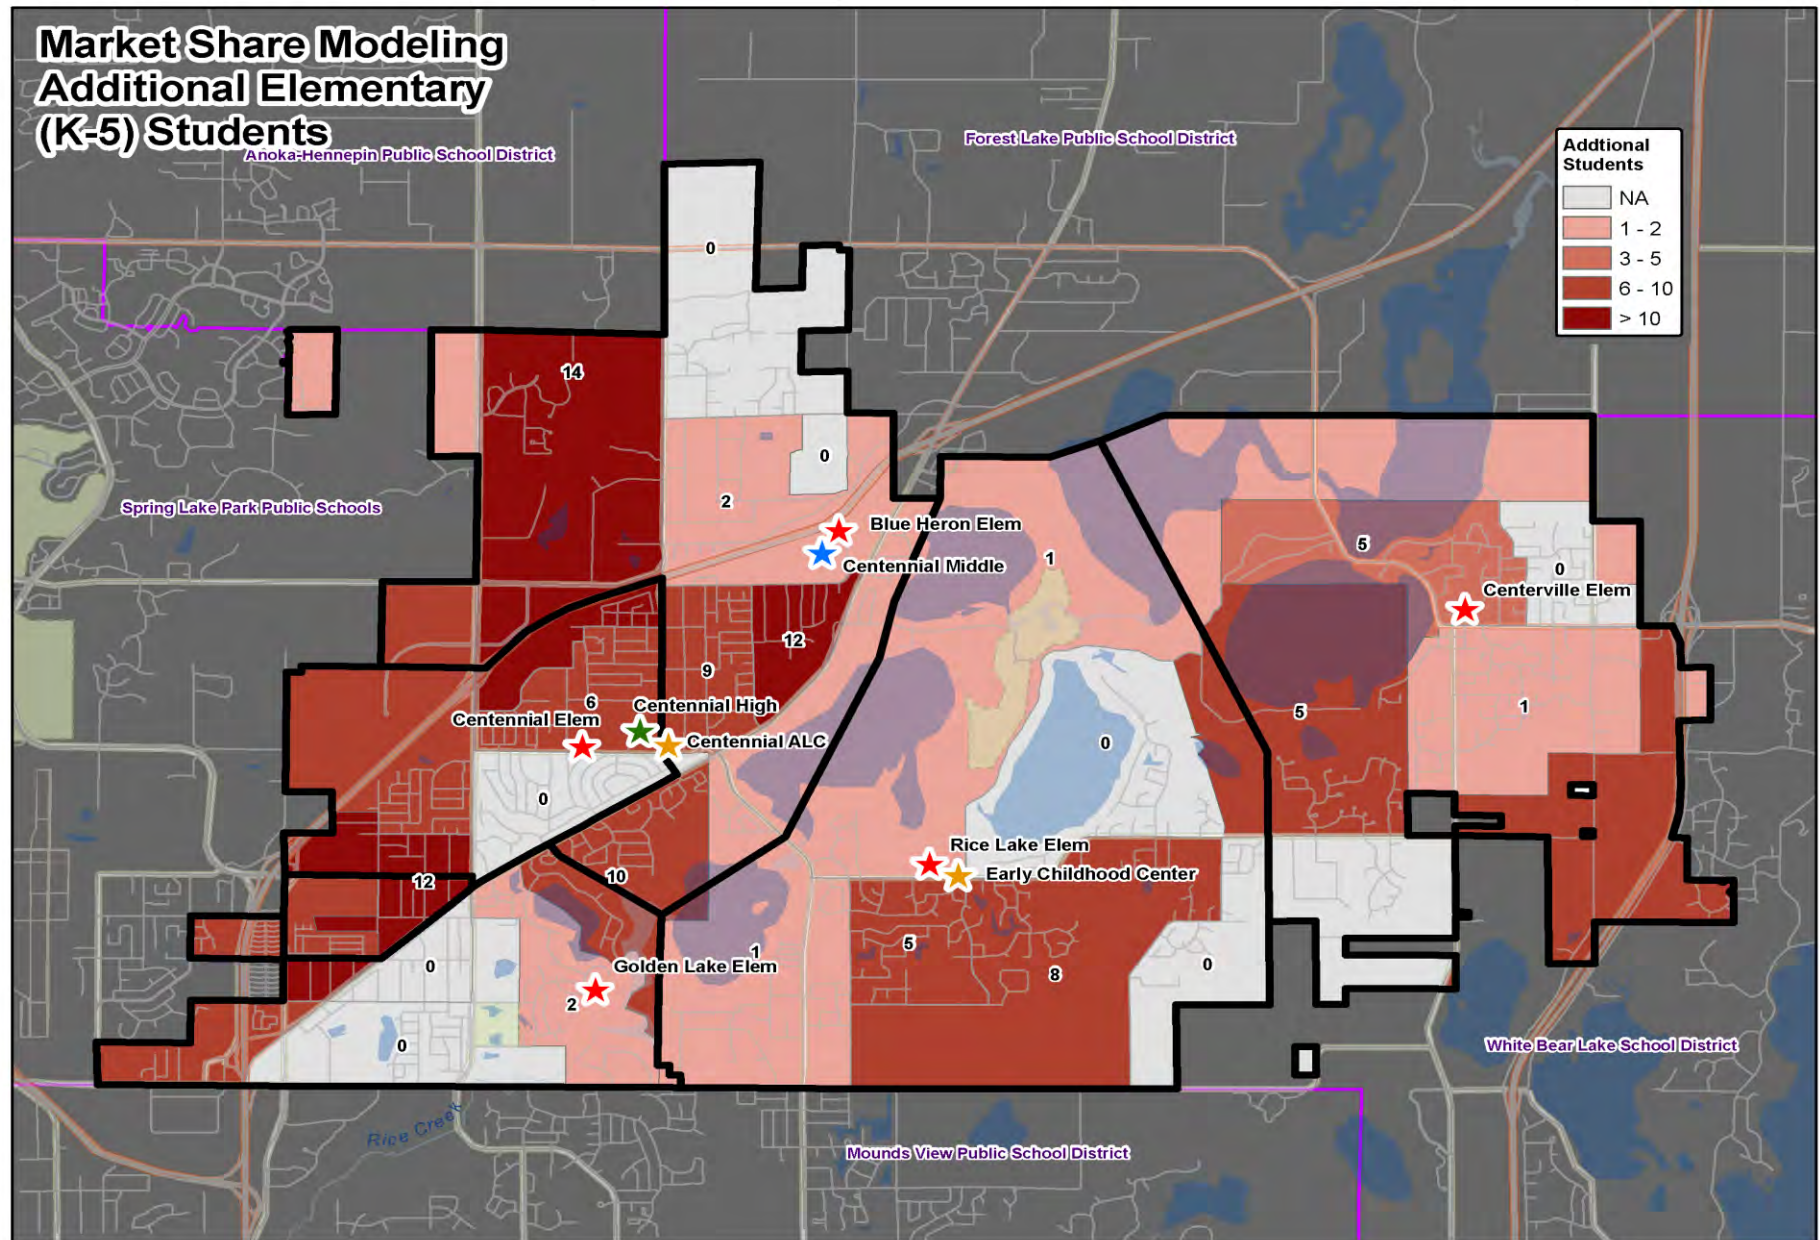 Market Share Modeling
Additional Elementary
(K-5) Students
Anoka-Hennepin Public School District
Forest Lake Public School District
Addtional
Students
NA
1 - 2
3 - 5
6 - 10
> 10
0
14
0
2
Spring Lake Park Public Schools
Blue Heron Elem
Centennial Middle
1
5
0
Centerville Elem
12
9
6
Centennial High
Centennial Elem
Centennial ALC
5
1
0
0
Rice Lake Elem
Early Childhood Center
12
10
5
1
0
Golden Lake Elem
8
0
2
0
White Bear Lake School District
Rice Creek
Mounds View Public School District